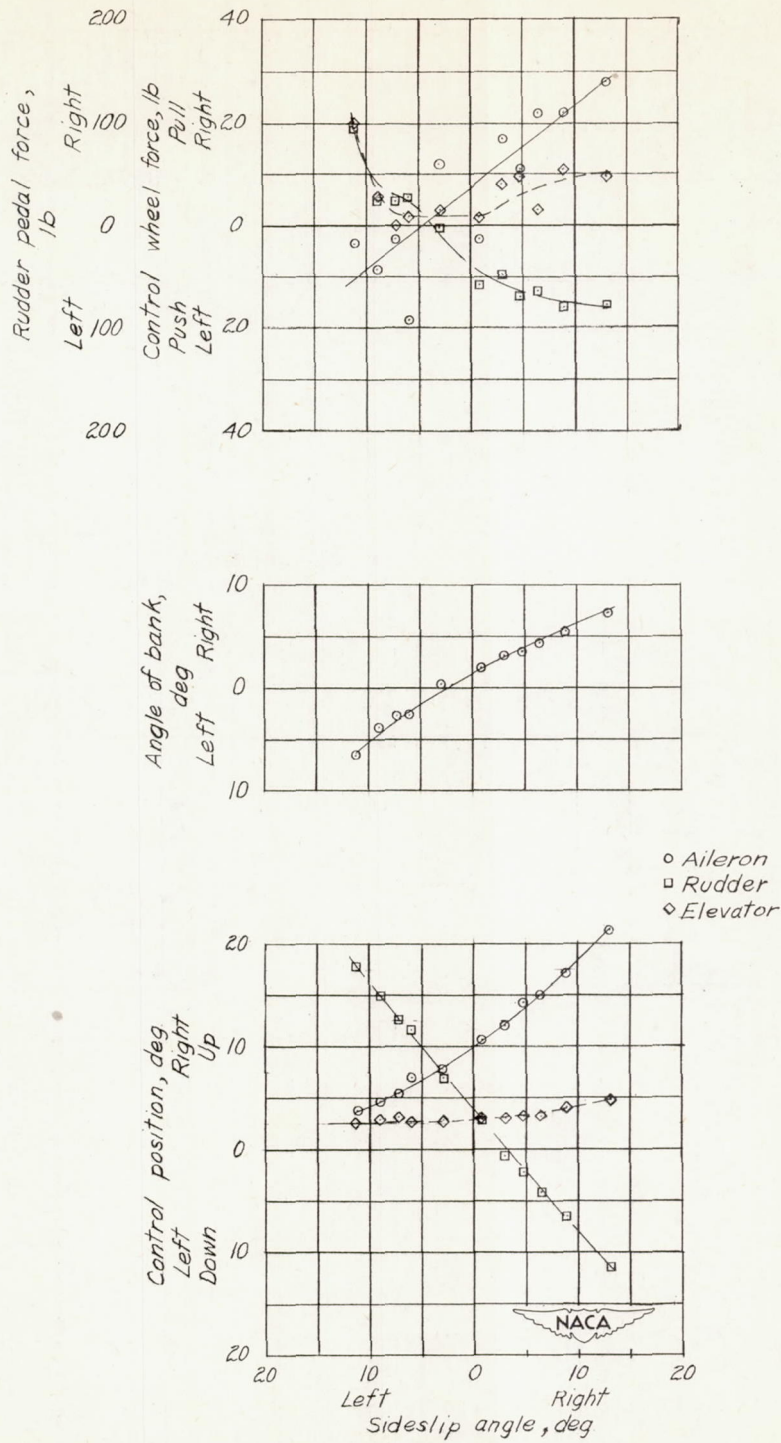 200
40
Rudder pedal force,
lb
Left Right
100
0
100
200
Control wheel force, lb
Push Pull
Left Right
20
0
20
40
Angle of bank,
deg
Left Right
10
0
10
○ Aileron
□ Rudder
◇ Elevator
Control position, deg
Left Right
Down Up
20
10
0
10
20
NACA
20 10 0 10 20
Left Right
Sideslip angle, deg